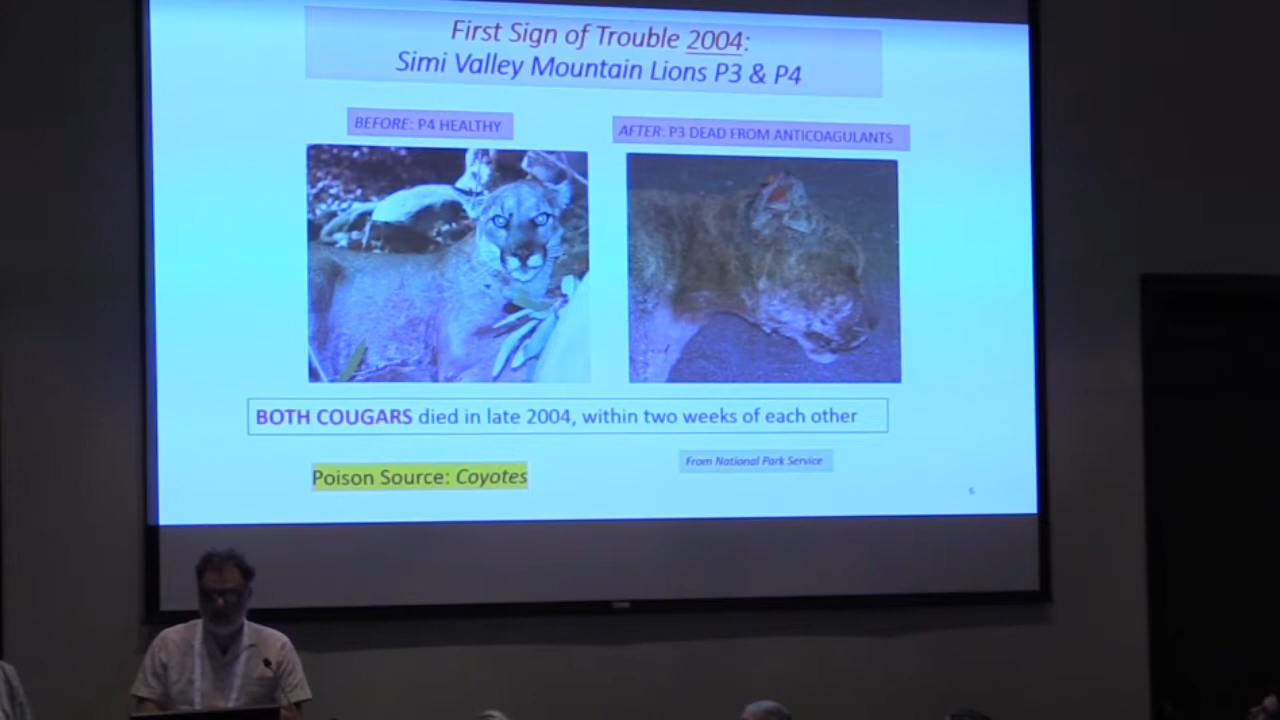 First Sign of Trouble 2004:
Simi Valley Mountain Lions P3 & P4
BEFORE: P4 HEALTHY
AFTER: P3 DEAD FROM ANTICOAGULANTS
BOTH COUGARS died in late 2004, within two weeks of each other
From National Park Service
Poison Source: Coyotes
6